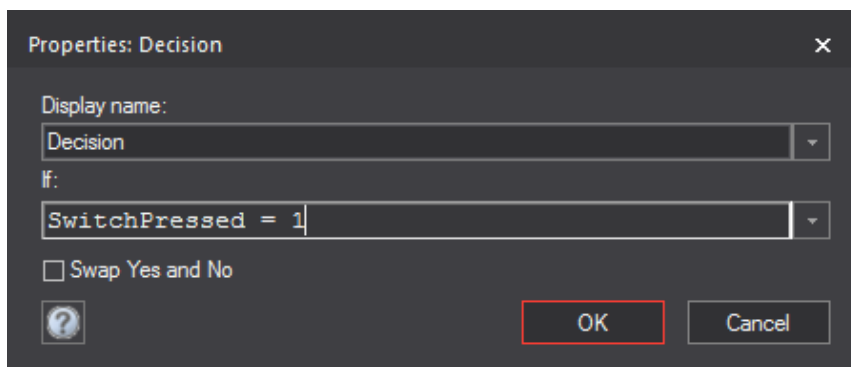 Properties: Decision
Display name:
Decision
If:
SwitchPressed = 1
Swap Yes and No
? OK Cancel